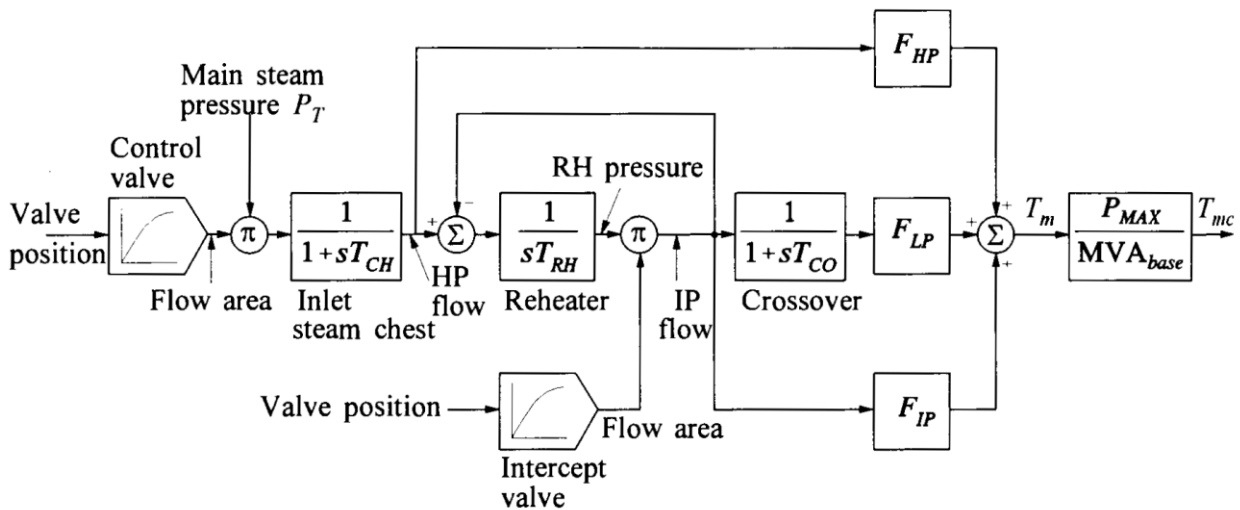 F_HP
Main steam
pressure P_T
Control
valve
RH pressure
Valve
position
π
1
1+sT_CH
+
−
Σ
1
sT_RH
π
1
1+sT_CO
F_LP
+
+
+
Σ
T_m
P_MAX
MVA_base
T_mc
Flow area
Inlet
steam chest
HP
flow
Reheater
IP
flow
Crossover
Valve position
Flow area
F_IP
Intercept
valve